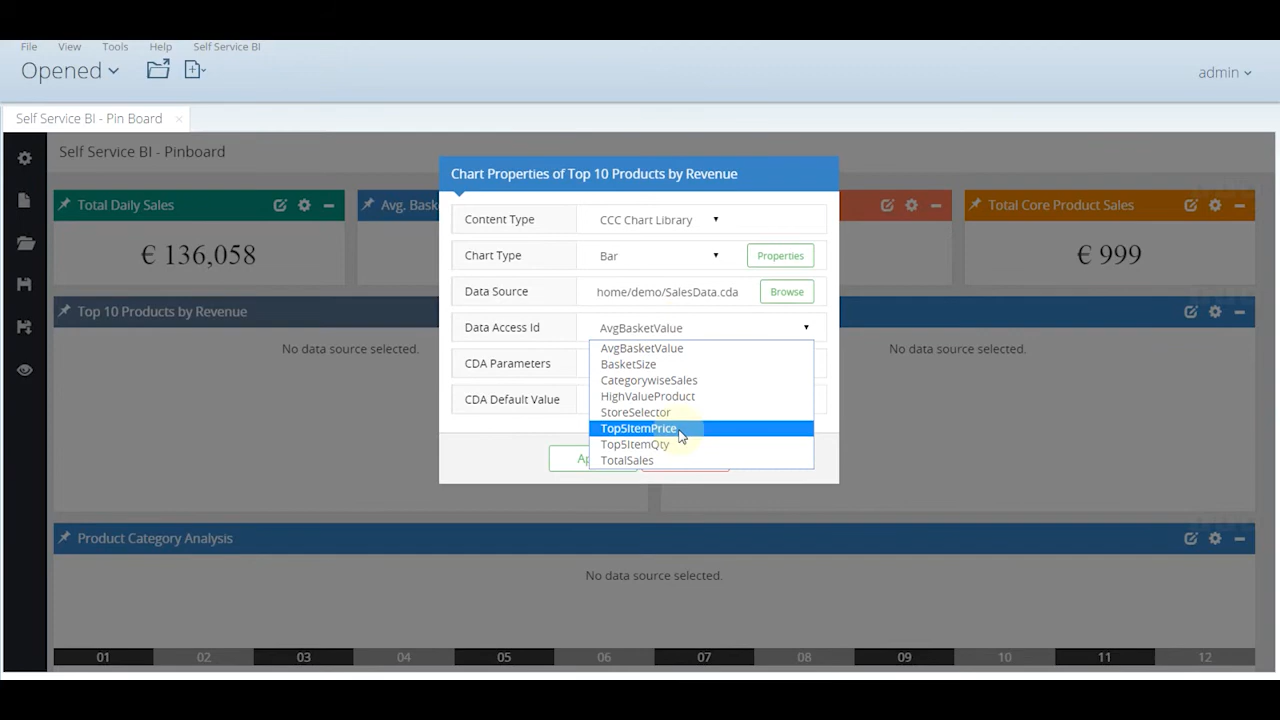 File View Tools Help Self Service BI
Opened
admin
Self Service BI - Pin Board ×
Self Service BI - Pinboard
Total Daily Sales
Avg. Bask
Total Core Product Sales
€ 136,058
€ 999
Top 10 Products by Revenue
No data source selected.
No data source selected.
Chart Properties of Top 10 Products by Revenue
Content Type CCC Chart Library
Chart Type Bar Properties
Data Source home/demo/SalesData.cda Browse
Data Access Id AvgBasketValue
CDA Parameters
CDA Default Value
AvgBasketValue
BasketSize
CategorywiseSales
HighValueProduct
StoreSelector
Top5ItemPrice
Top5ItemQty
TotalSales
Ap
Product Category Analysis
No data source selected.
01 02 03 04 05 06 07 08 09 10 11 12